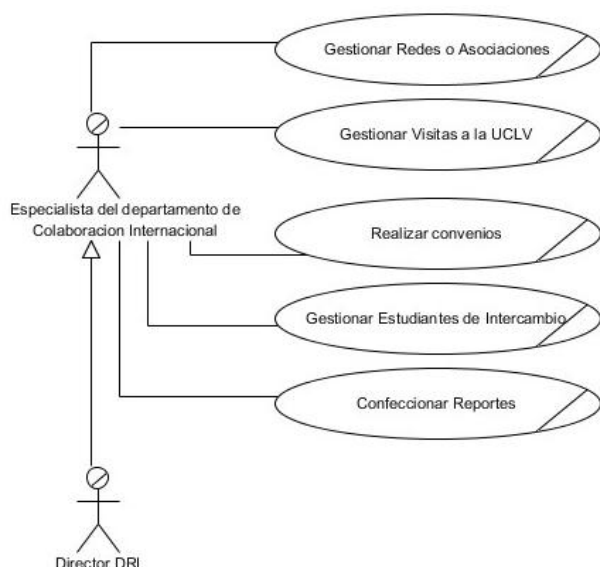 Gestionar Redes o Asociaciones
Gestionar Visitas a la UCLV
Especialista del departamento de
Colaboracion Internacional
Realizar convenios
Gestionar Estudiantes de Intercambio
Confeccionar Reportes
Director DRI